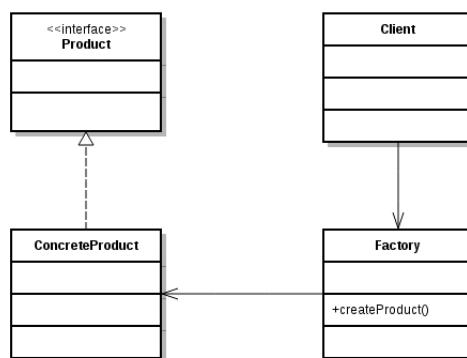 <<interface>>
Product
Client
ConcreteProduct
Factory
+createProduct()